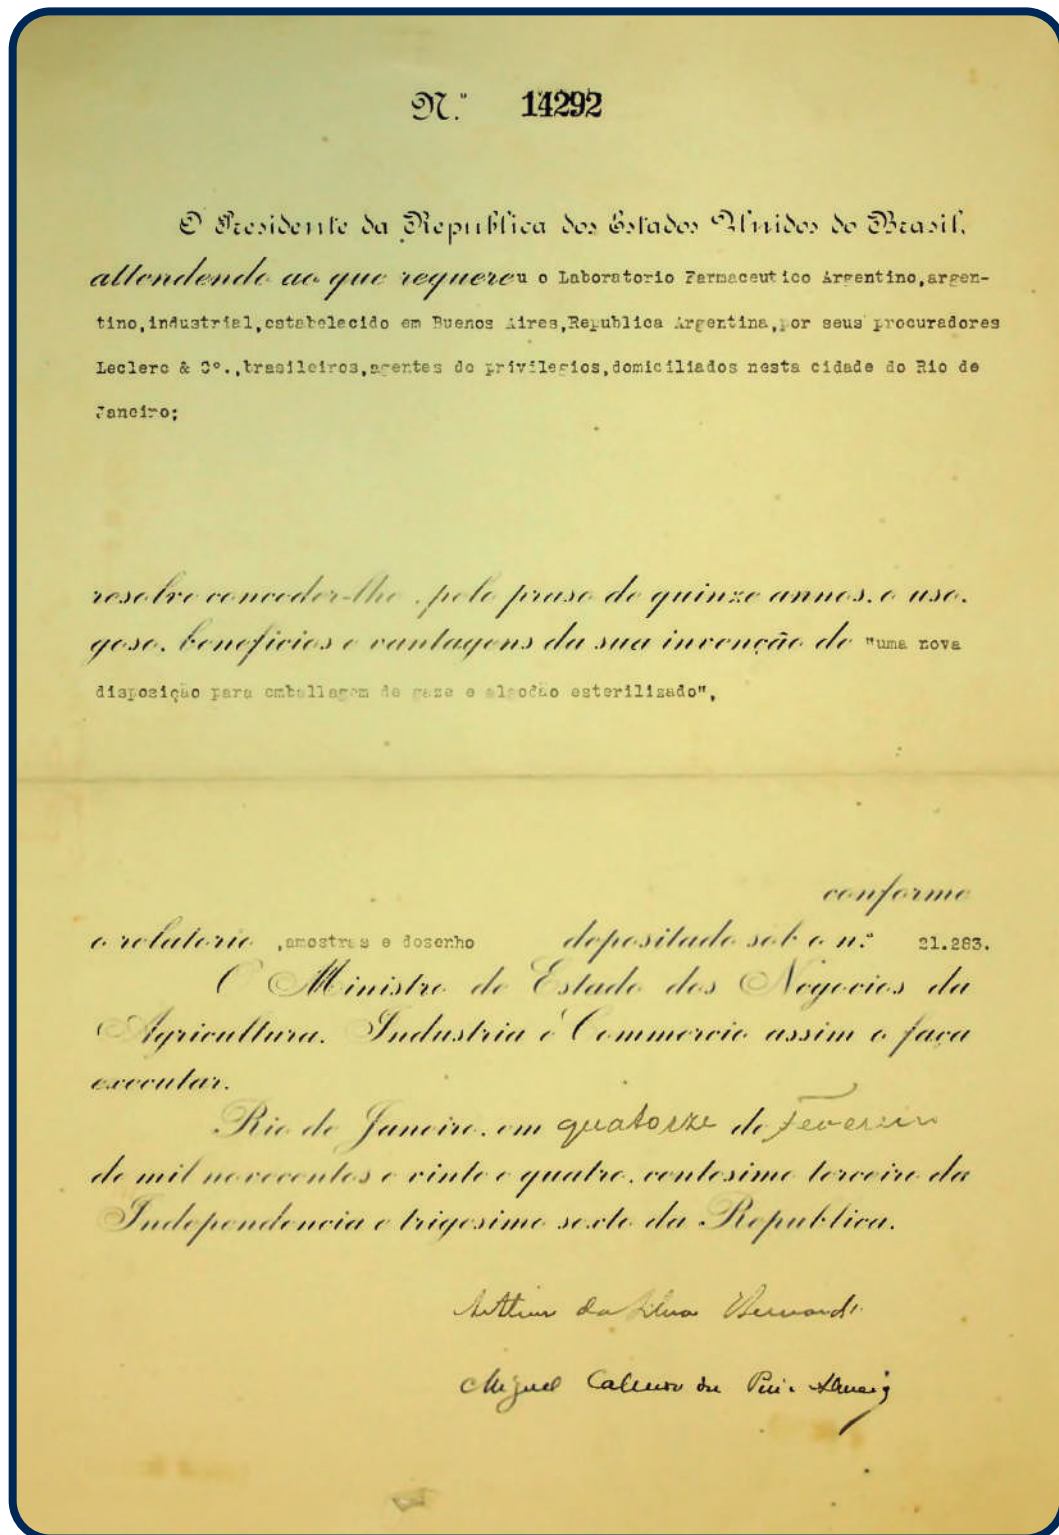 N.º 14292
O Presidente da Republica dos Estados Unidos do Brasil,
attendendo ao que requereu o Laboratorio Farmaceutico Argentino,argen-
tino,industrial,estabelecido em Buenos Aires,Republica Argentina,por seus procuradores
Leclerc & Cº.,brasileiros,agentes de privilegios,domiciliados nesta cidade do Rio de
Janeiro;
resolve conceder-lhe, pelo praso de quinze annos, o uso,
goso, beneficios e vantagens da sua invenção de "uma nova
disposição para emballagem de gaze e algodão esterilizado",
conforme
o relatorio ,amostras e desenho depositado sob o n.º 21.283.
O Ministro de Estado dos Negocios da
Agricultura, Industria e Commercio assim o faça
executar.
Rio de Janeiro, em quatorze de Fevereiro
de mil novecentos e vinte e quatro, centesimo terceiro da
Independencia e trigesimo sexto da Republica.
Arthur da Silva Bernardes
Miguel Calmon du Pin e Almeida